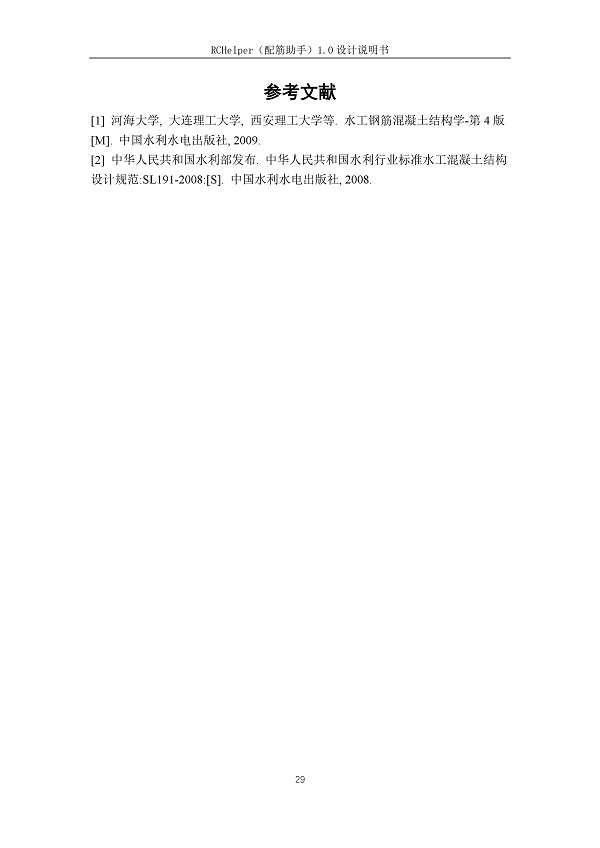 RCHelper（配筋助手）1.0 设计说明书
参考文献
[1] 河海大学, 大连理工大学, 西安理工大学等. 水工钢筋混凝土结构学-第 4 版
[M]. 中国水利水电出版社, 2009.
[2] 中华人民共和国水利部发布. 中华人民共和国水利行业标准水工混凝土结构
设计规范:SL191-2008:[S]. 中国水利水电出版社, 2008.
29